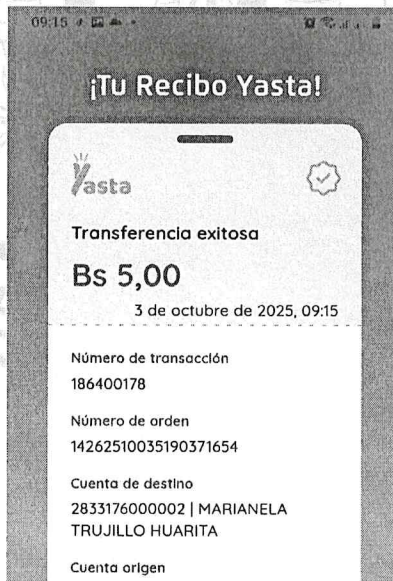 09:15
¡Tu Recibo Yasta!
Yasta
Transferencia exitosa
Bs 5,00
3 de octubre de 2025, 09:15
Número de transacción
186400178
Número de orden
14262510035190371654
Cuenta de destino
2833176000002 | MARIANELA
TRUJILLO HUARITA
Cuenta origen